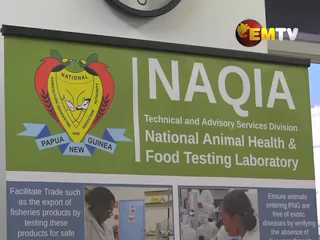 EMTV
NAQIA
Technical and Advisory Services Division
National Animal Health &
Food Testing Laboratory
NATIONAL
PAPUA
AND
NEW
GUINEA
Facilitate Trade such
as the export of
fisheries products by
testing these
products for safe
Ensure animals
entering PNG are
free of exotic
diseases by verifying
the absence of